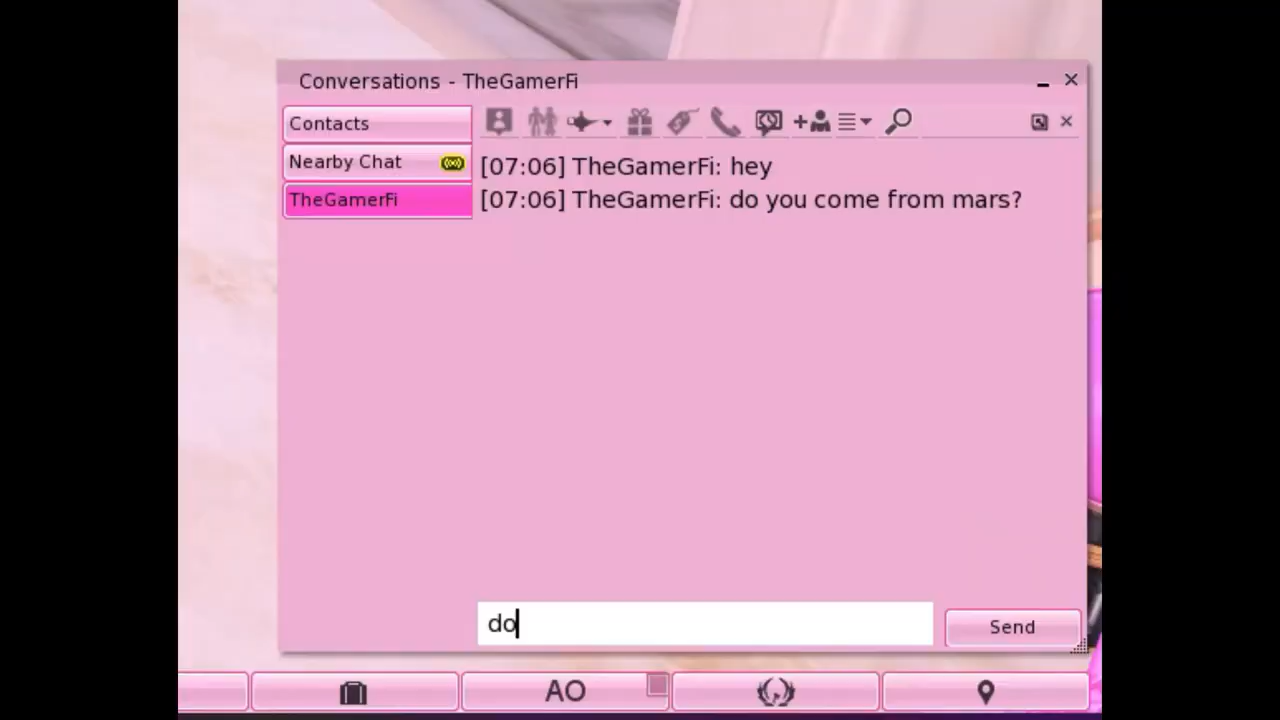 Conversations - TheGamerFi
Contacts
Nearby Chat
TheGamerFi
[07:06] TheGamerFi: hey
[07:06] TheGamerFi: do you come from mars?
do
Send
AO